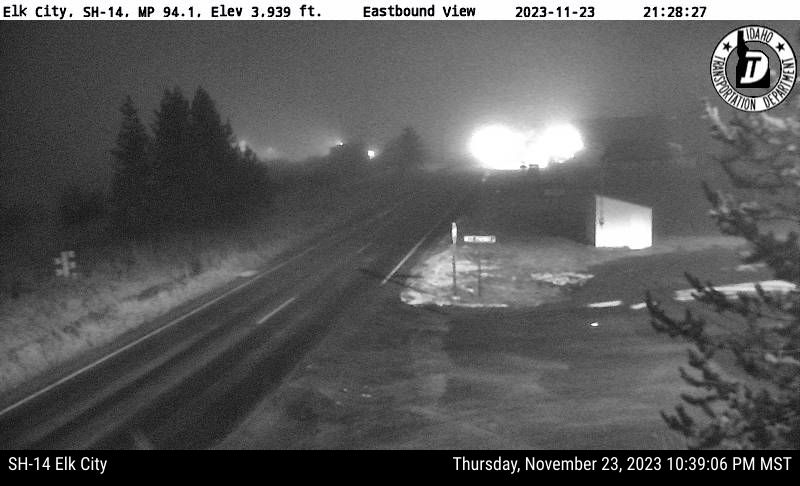 Elk City, SH-14, MP 94.1, Elev 3,939 ft. Eastbound View 2023-11-23 21:28:27
IDAHO
TRANSPORTATION DEPARTMENT
SH-14 Elk City Thursday, November 23, 2023 10:39:06 PM MST